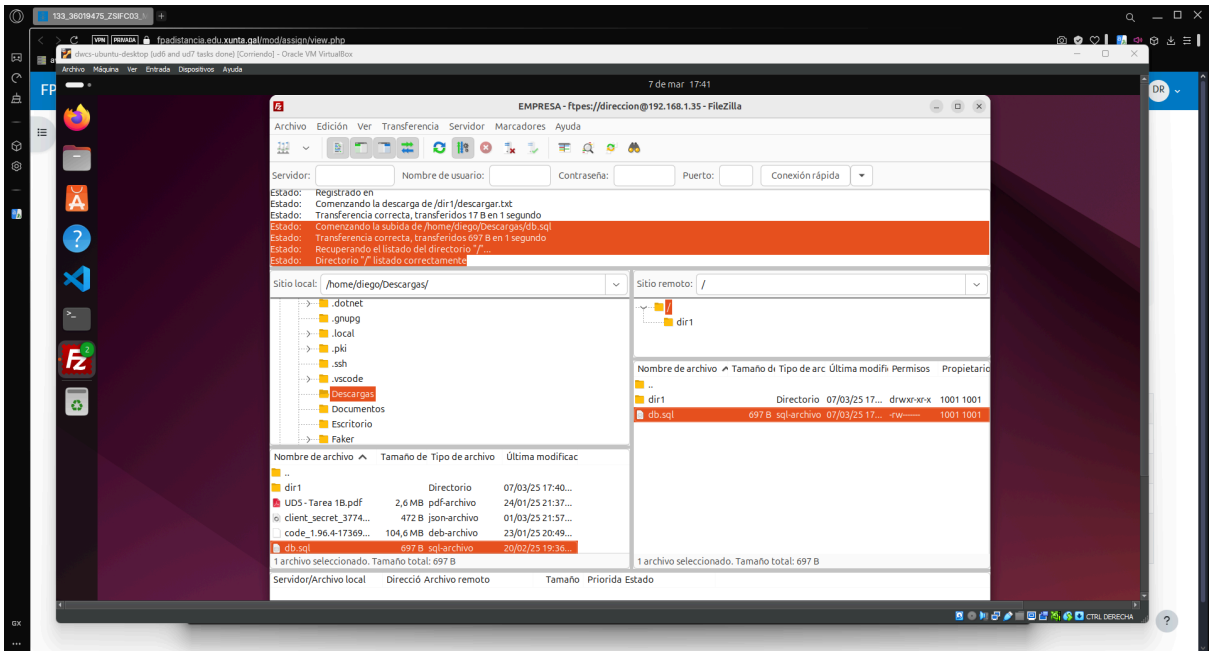 133_36019475_ZSIFC03_
VPN PRIVADA fpadistancia.edu.xunta.gal/mod/assign/view.php
dwcs-ubuntu-desktop (ud6 and ud7 tasks done) [Corriendo] - Oracle VM VirtualBox
Archivo Máquina Ver Entrada Dispositivos Ayuda
7 de mar 17:41
FP
DR
EMPRESA - ftpes://direccion@192.168.1.35 - FileZilla
Archivo Edición Ver Transferencia Servidor Marcadores Ayuda
Servidor: Nombre de usuario: Contraseña: Puerto: Conexión rápida
Estado: Registrado en
Estado: Comenzando la descarga de /dir1/descargar.txt
Estado: Transferencia correcta, transferidos 17 B en 1 segundo
Estado: Comenzando la subida de /home/diego/Descargas/db.sql
Estado: Transferencia correcta, transferidos 697 B en 1 segundo
Estado: Recuperando el listado del directorio "/"...
Estado: Directorio "/" listado correctamente
Sitio local: /home/diego/Descargas/
.dotnet
.gnupg
.local
.pki
.ssh
.vscode
Descargas
Documentos
Escritorio
Faker
Nombre de archivo Tamaño de Tipo de archivo Última modificac
..
dir1 Directorio 07/03/25 17:40...
UD5 - Tarea 1B.pdf 2,6 MB pdf-archivo 24/01/25 21:37...
client_secret_3774... 472 B json-archivo 01/03/25 21:57...
code_1.96.4-17369... 104,6 MB deb-archivo 23/01/25 20:49...
db.sql 697 B sql-archivo 20/02/25 19:36...
1 archivo seleccionado. Tamaño total: 697 B
Sitio remoto: /
/
dir1
Nombre de archivo Tamaño de Tipo de arc Última modifi Permisos Propietario
..
dir1 Directorio 07/03/25 17... drwxr-xr-x 1001 1001
db.sql 697 B sql-archivo 07/03/25 17... -rw------- 1001 1001
1 archivo seleccionado. Tamaño total: 697 B
Servidor/Archivo local Direcció Archivo remoto Tamaño Priorida Estado
2
CTRL DERECHA
GX
?